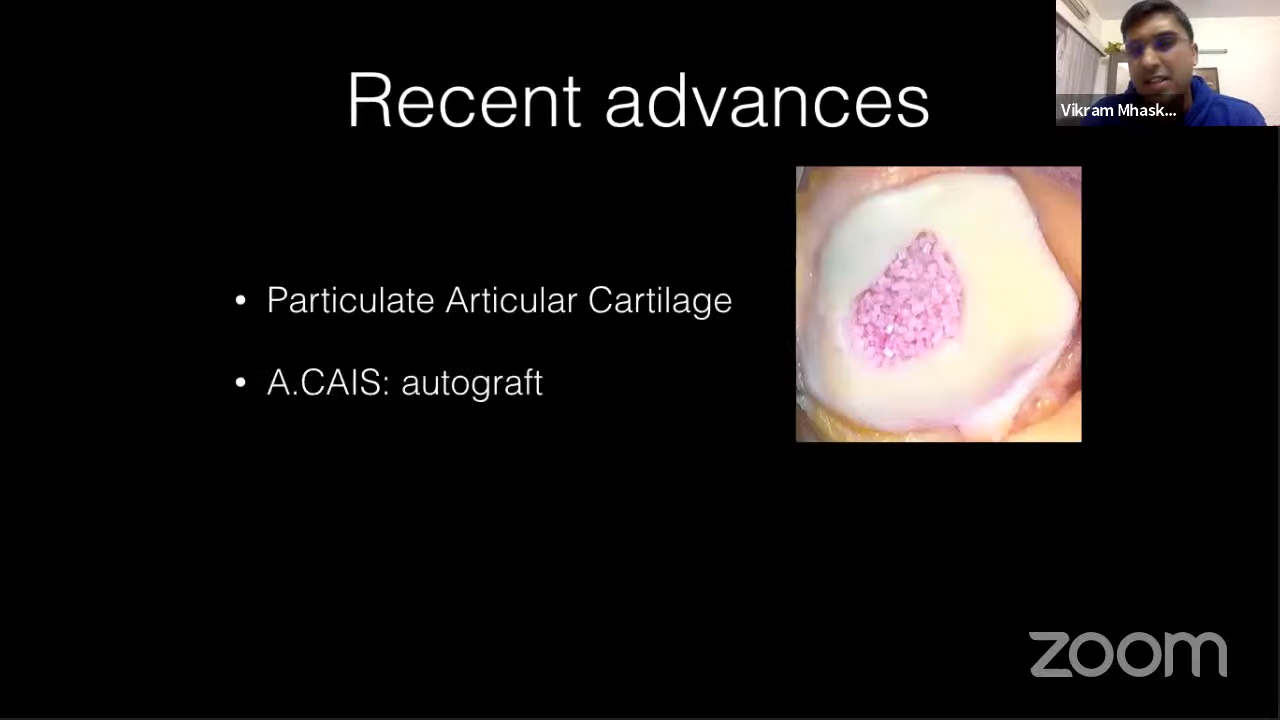 Recent advances
Vikram Mhask...
• Particulate Articular Cartilage
• A.CAIS: autograft
zoom